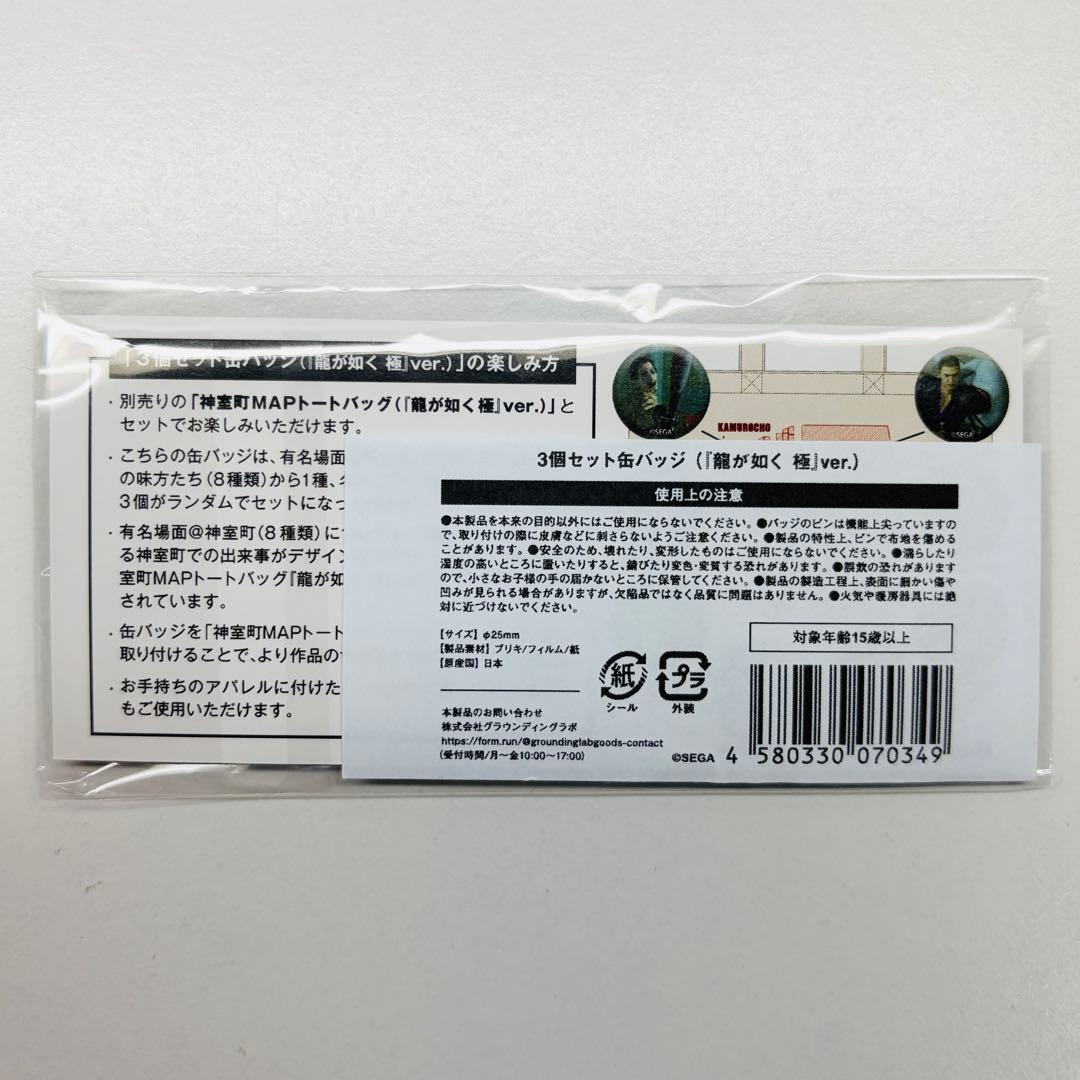 「3個セット缶バッジ(『龍が如く 極』ver.)」の楽しみ方
・別売りの「神室町MAPトートバッグ(『龍が如く極』ver.)」と
セットでお楽しみいただけます。
・こちらの缶バッジは、有名場面
の味方たち(8種類)から1種、
3個がランダムでセットになっ
・有名場面@神室町(8種類)に
る神室町での出来事がデザイン
室町MAPトートバッグ『龍が如
されています。
・缶バッジを「神室町MAPトート
取り付けることで、より作品の
・お手持ちのアパレルに付けた
もご使用いただけます。
©SEGA
KAMUROCHO
©SEGA
3個セット缶バッジ(『龍が如く 極』ver.)
使用上の注意
●本製品を本来の目的以外にはご使用にならないでください。●バッジのピンは機能上尖っていますの
で、取り付けの際に皮膚などに刺さらないようご注意ください。●製品の特性上、ピンで布地を傷める
ことがあります。●安全のため、壊れたり、変形したものはご使用にならないでください。●濡らしたり
湿度の高いところに置いたりすると、錆びたり変色・変質する恐れがあります。●誤飲の恐れがあります
ので、小さなお子様の手の届かないところに保管してください。●製品の製造工程上、表面に細かい傷や
凹みが見られる場合がありますが、欠陥品ではなく品質に問題はありません。●火気や暖房器具には絶
対に近づけないでください。
【サイズ】 φ25mm
【製品素材】 ブリキ/フィルム/紙
【原産国】 日本
紙
シール
プラ
外装
対象年齢15歳以上
本製品のお問い合わせ
株式会社グラウンディングラボ
https://form.run/@groundinglabgoods-contact
(受付時間/月〜金10:00〜17:00)
©SEGA
4 580330 070349